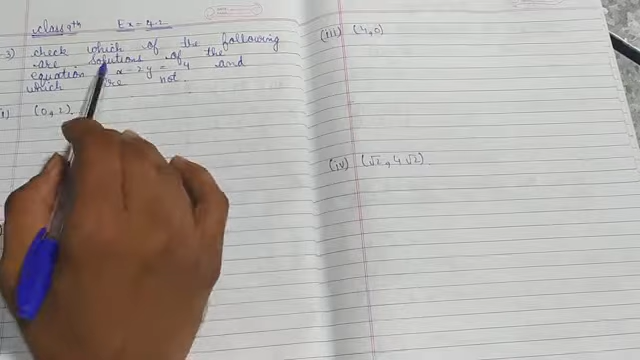 class 9th Ex = 4.2
3) check which of the following
are solutions of the
equation x - 2y = 4 and
which are not.
(i) (0, 2).
(iii) (4, 0)
(iv) (√2, 4√2)